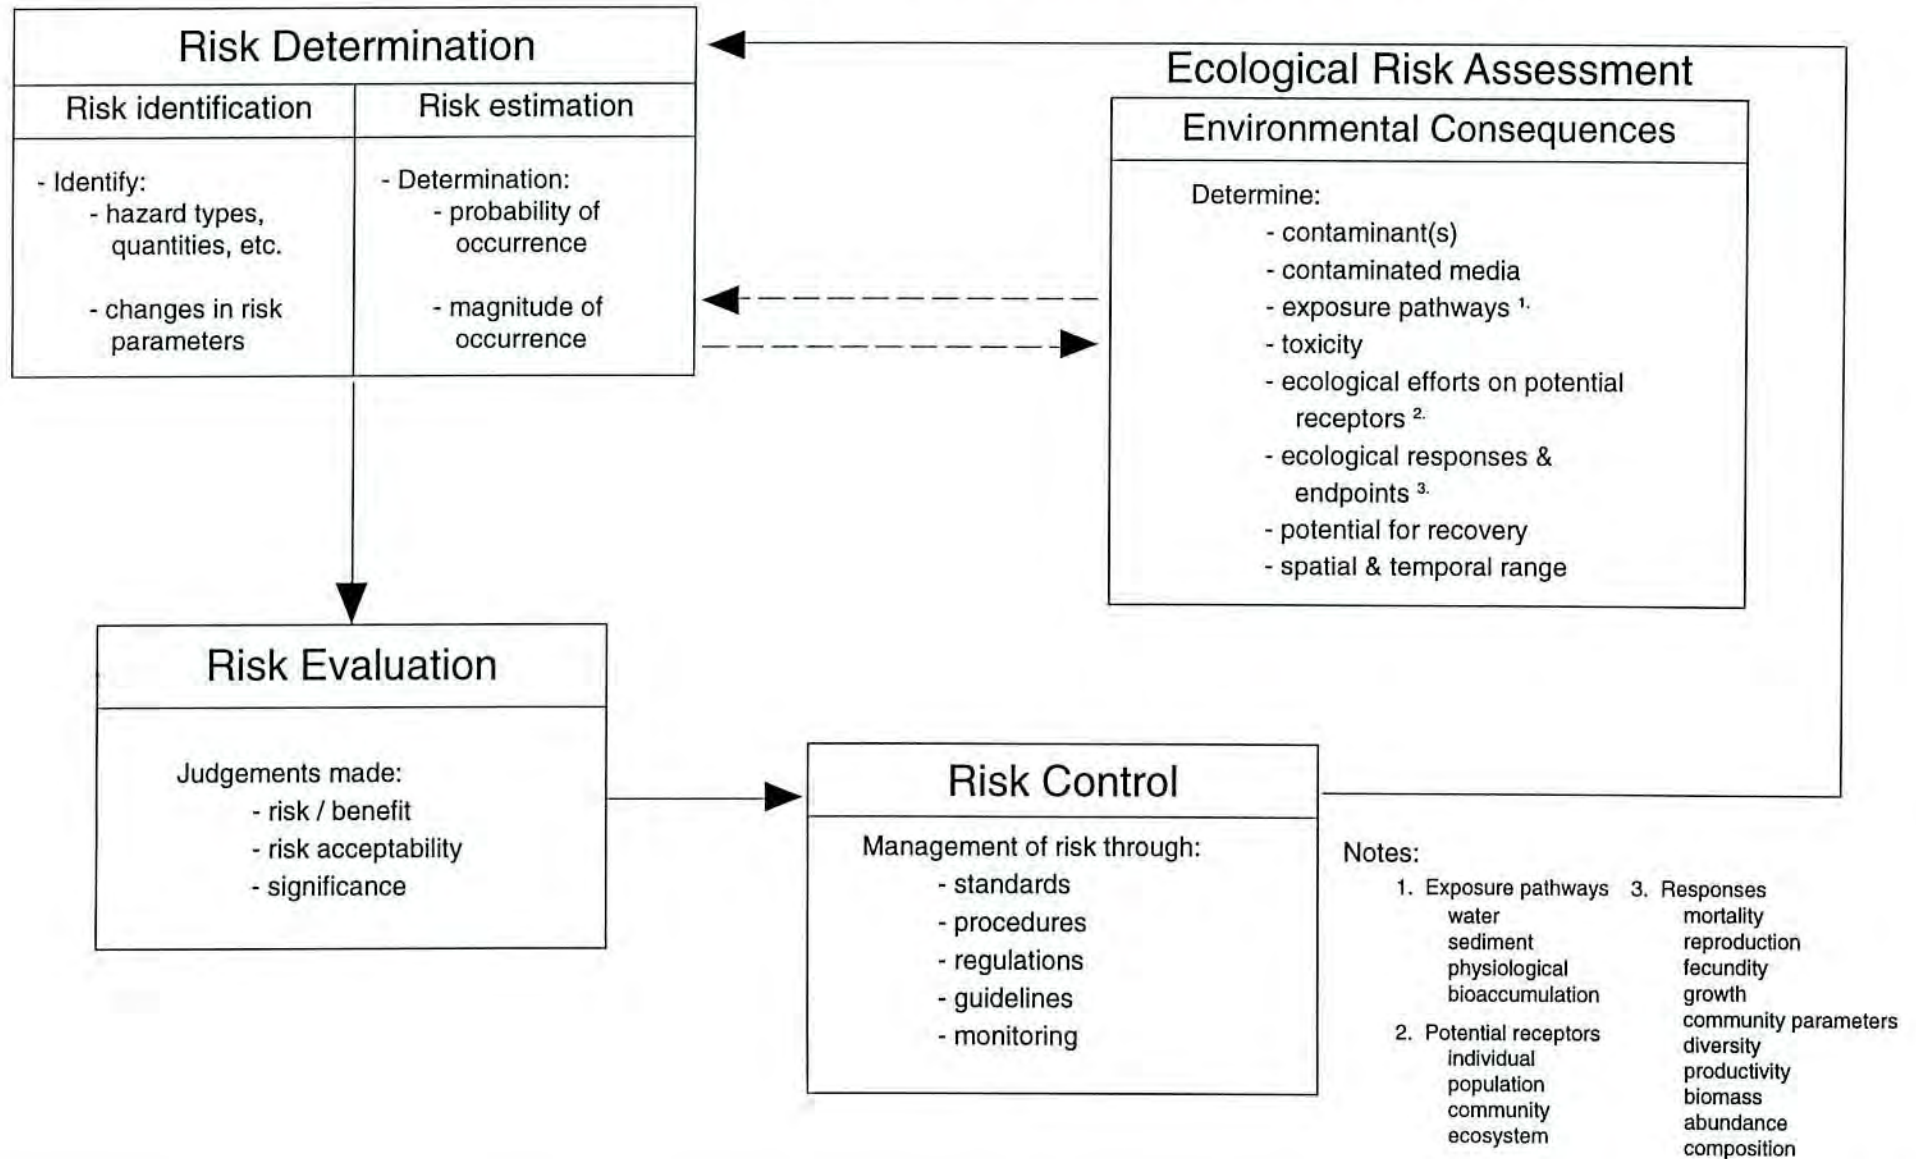 Risk Determination
Risk identification
- Identify:
- hazard types,
quantities, etc.
- changes in risk
parameters
Risk estimation
- Determination:
- probability of
occurrence
- magnitude of
occurrence
Ecological Risk Assessment
Environmental Consequences
Determine:
- contaminant(s)
- contaminated media
- exposure pathways 1.
- toxicity
- ecological efforts on potential
receptors 2.
- ecological responses &
endpoints 3.
- potential for recovery
- spatial & temporal range
Risk Evaluation
Judgements made:
- risk / benefit
- risk acceptability
- significance
Risk Control
Management of risk through:
- standards
- procedures
- regulations
- guidelines
- monitoring
Notes:
1. Exposure pathways
water
sediment
physiological
bioaccumulation
2. Potential receptors
individual
population
community
ecosystem
3. Responses
mortality
reproduction
fecundity
growth
community parameters
diversity
productivity
biomass
abundance
composition